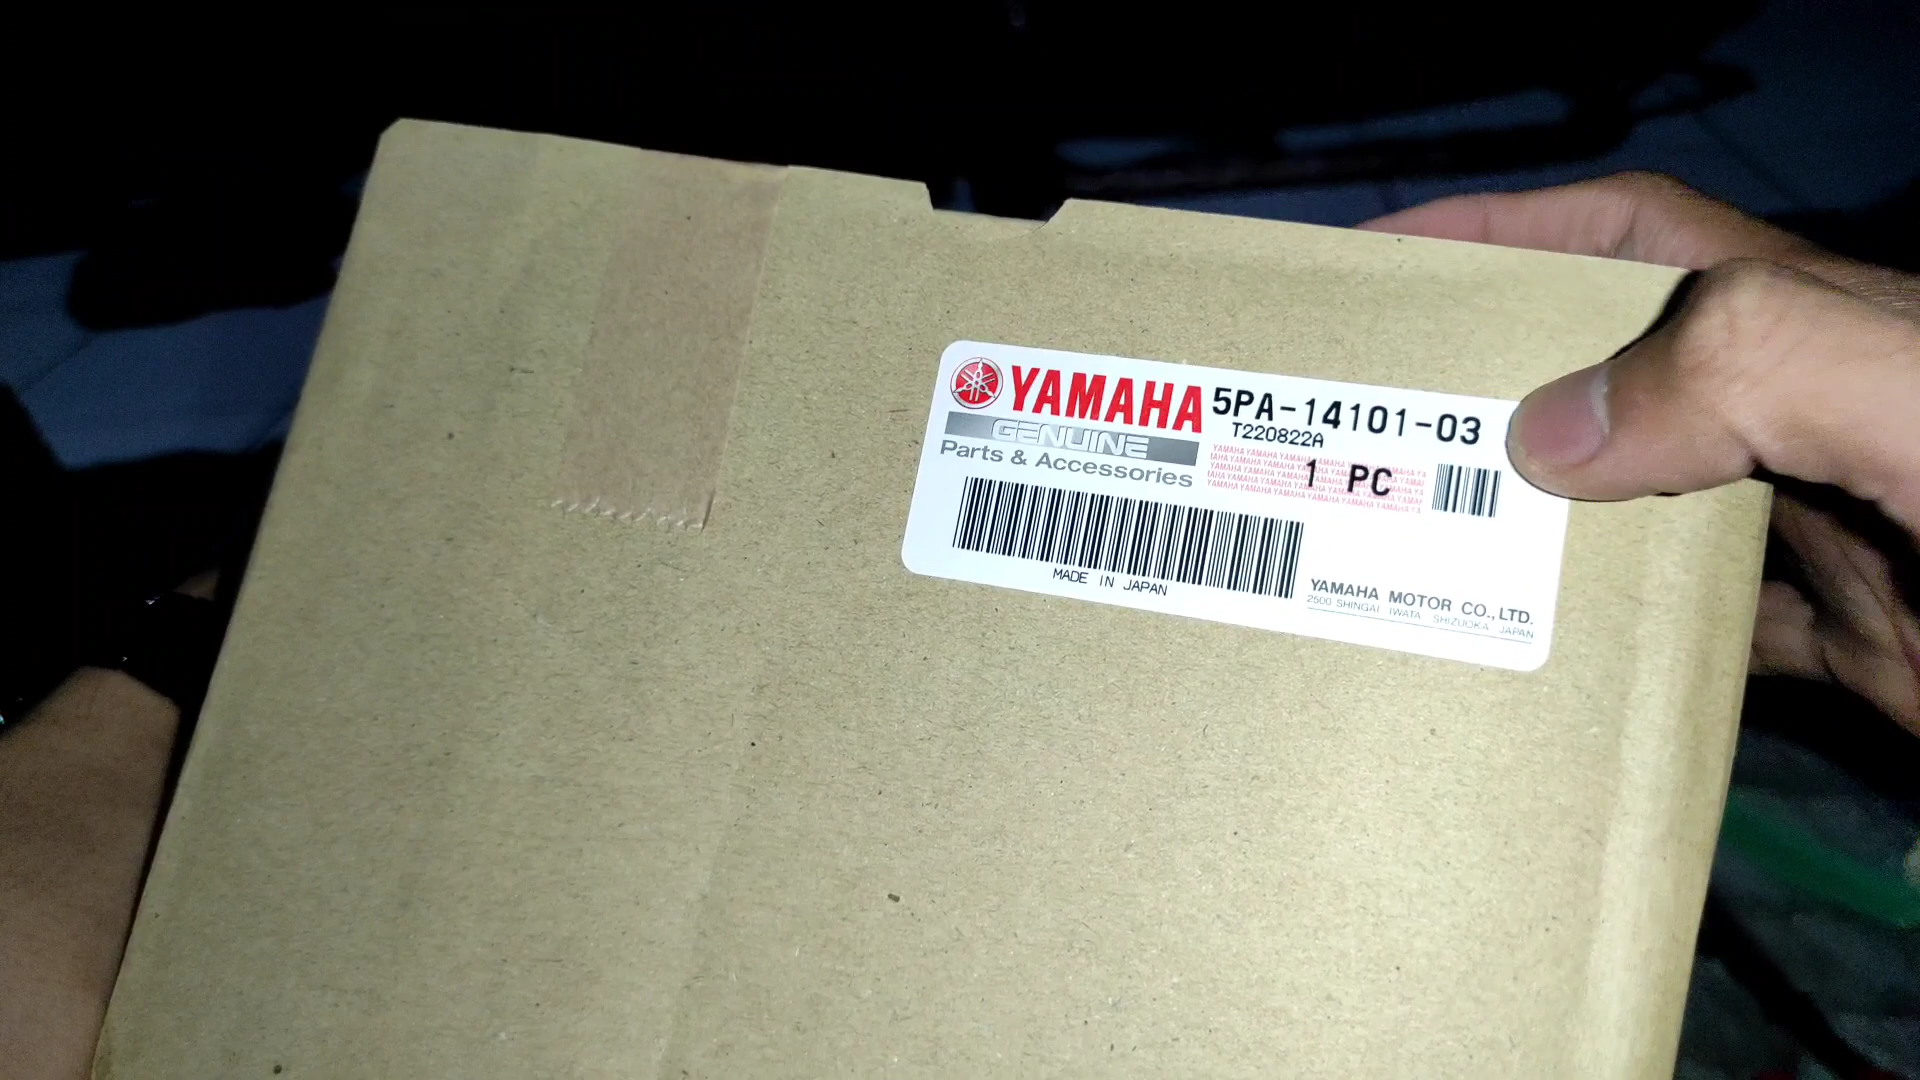 YAMAHA 5PA-14101-03
GENUINE T220822A
Parts & Accessories 1 PC
MADE IN JAPAN
YAMAHA MOTOR CO., LTD.
2500 SHINGAI IWATA SHIZUOKA JAPAN